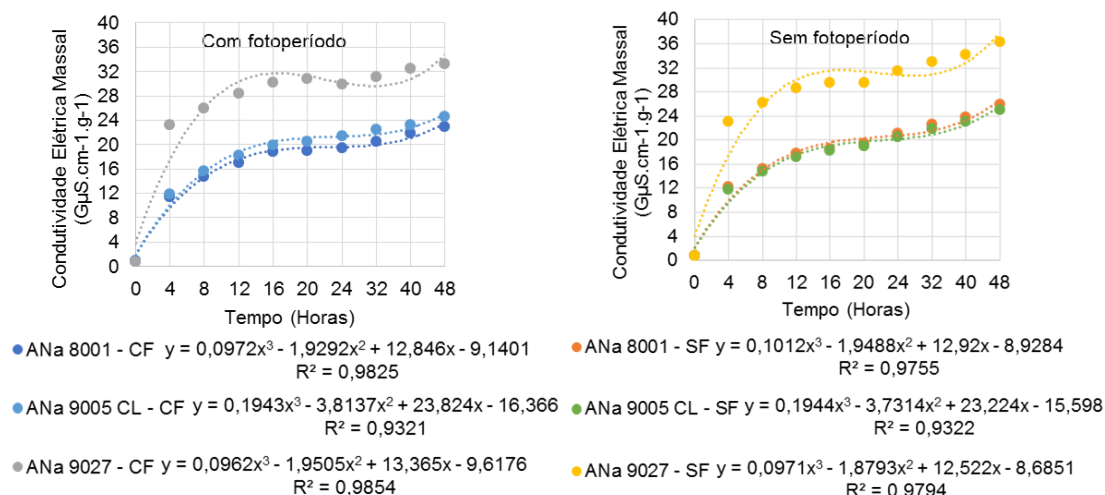 Com fotoperíodo
Condutividade Elétrica Massal
(GµS.cm-1.g-1)
40
36
32
28
24
20
16
12
8
4
0
0 4 8 12 16 20 24 32 40 48
Tempo (Horas)
ANa 8001 - CF y = 0,0972x³ - 1,9292x² + 12,846x - 9,1401
R² = 0,9825
ANa 9005 CL - CF y = 0,1943x³ - 3,8137x² + 23,824x - 16,366
R² = 0,9321
ANa 9027 - CF y = 0,0962x³ - 1,9505x² + 13,365x - 9,6176
R² = 0,9854
Sem fotoperíodo
Condutividade Elétrica Massal
(GµS.cm-1.g-1)
40
36
32
28
24
20
16
12
8
4
0
0 4 8 12 16 20 24 32 40 48
Tempo (Horas)
ANa 8001 - SF y = 0,1012x³ - 1,9488x² + 12,92x - 8,9284
R² = 0,9755
ANa 9005 CL - SF y = 0,1944x³ - 3,7314x² + 23,224x - 15,598
R² = 0,9322
ANa 9027 - SF y = 0,0971x³ - 1,8793x² + 12,522x - 8,6851
R² = 0,9794